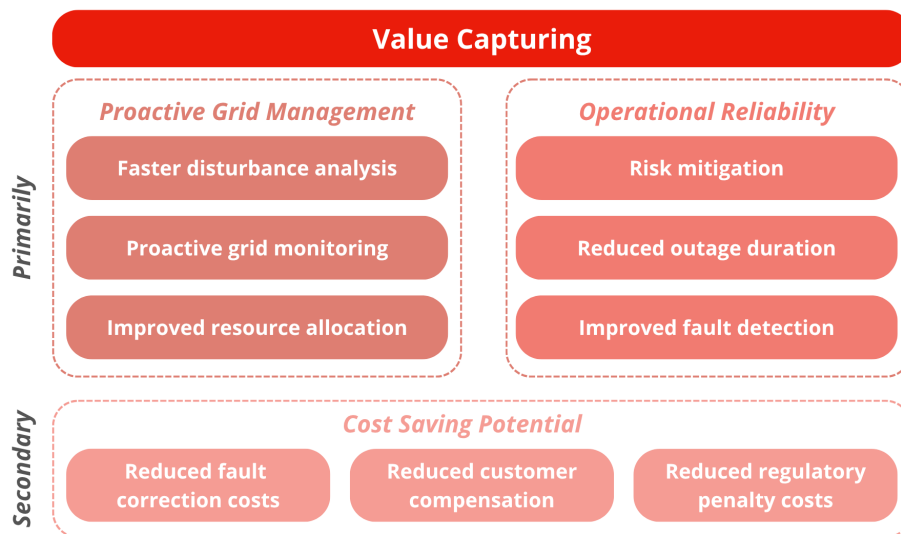 Value Capturing
Primarily
Proactive Grid Management
Faster disturbance analysis
Proactive grid monitoring
Improved resource allocation
Operational Reliability
Risk mitigation
Reduced outage duration
Improved fault detection
Secondary
Cost Saving Potential
Reduced fault
correction costs
Reduced customer
compensation
Reduced regulatory
penalty costs